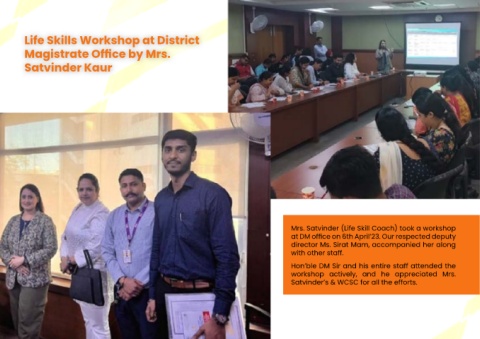 Life Skills Workshop at District
Magistrate Office by Mrs.
Satvinder Kaur
Mrs. Satvinder (Life Skill Coach) took a workshop
at DM office on 6th April'23. Our respected deputy
director Ms. Sirat Mam, accompanied her along
with other staff.
Hon'ble DM Sir and his entire staff attended the
workshop actively, and he appreciated Mrs.
Satvinder's & WCSC for all the efforts.